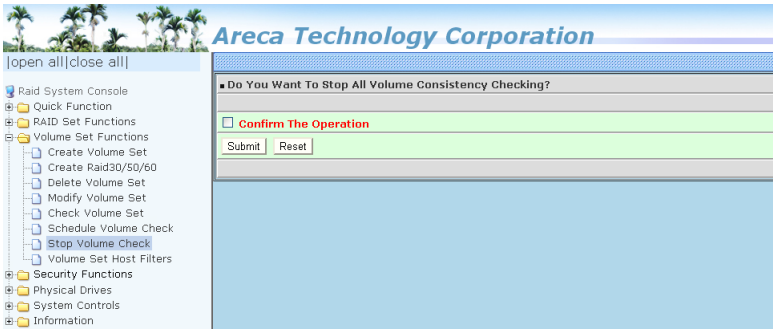 Areca Technology Corporation
|open all|close all|
Raid System Console
Quick Function
RAID Set Functions
Volume Set Functions
Create Volume Set
Create Raid30/50/60
Delete Volume Set
Modify Volume Set
Check Volume Set
Schedule Volume Check
Stop Volume Check
Volume Set Host Filters
Security Functions
Physical Drives
System Controls
Information
Do You Want To Stop All Volume Consistency Checking?
Confirm The Operation
Submit Reset